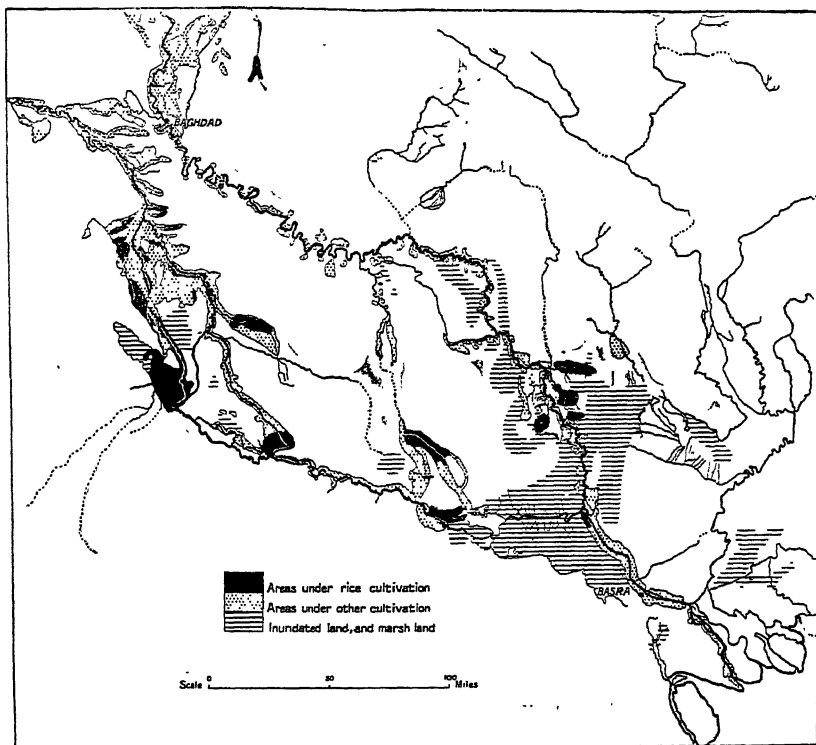 BAGHDAD
Areas under rice cultivation
Areas under other cultivation
Inundated land, and marsh land
BASRA
Scale 0 50 100 Miles